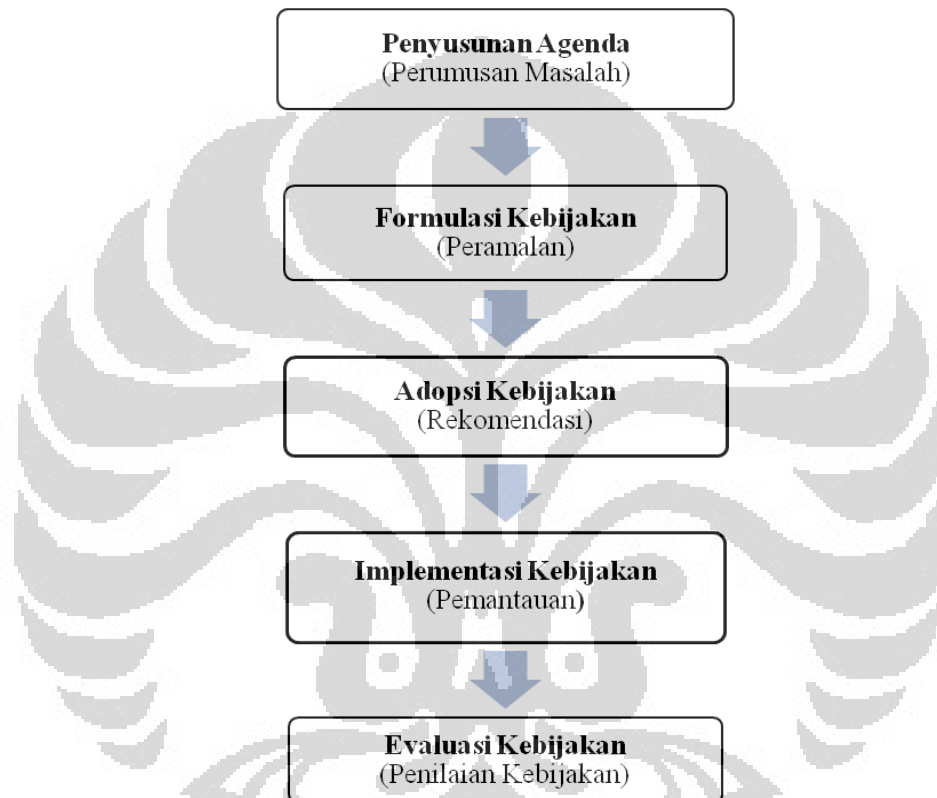 Penyusunan Agenda
(Perumusan Masalah)
Formulasi Kebijakan
(Peramalan)
Adopsi Kebijakan
(Rekomendasi)
Implementasi Kebijakan
(Pemantauan)
Evaluasi Kebijakan
(Penilaian Kebijakan)